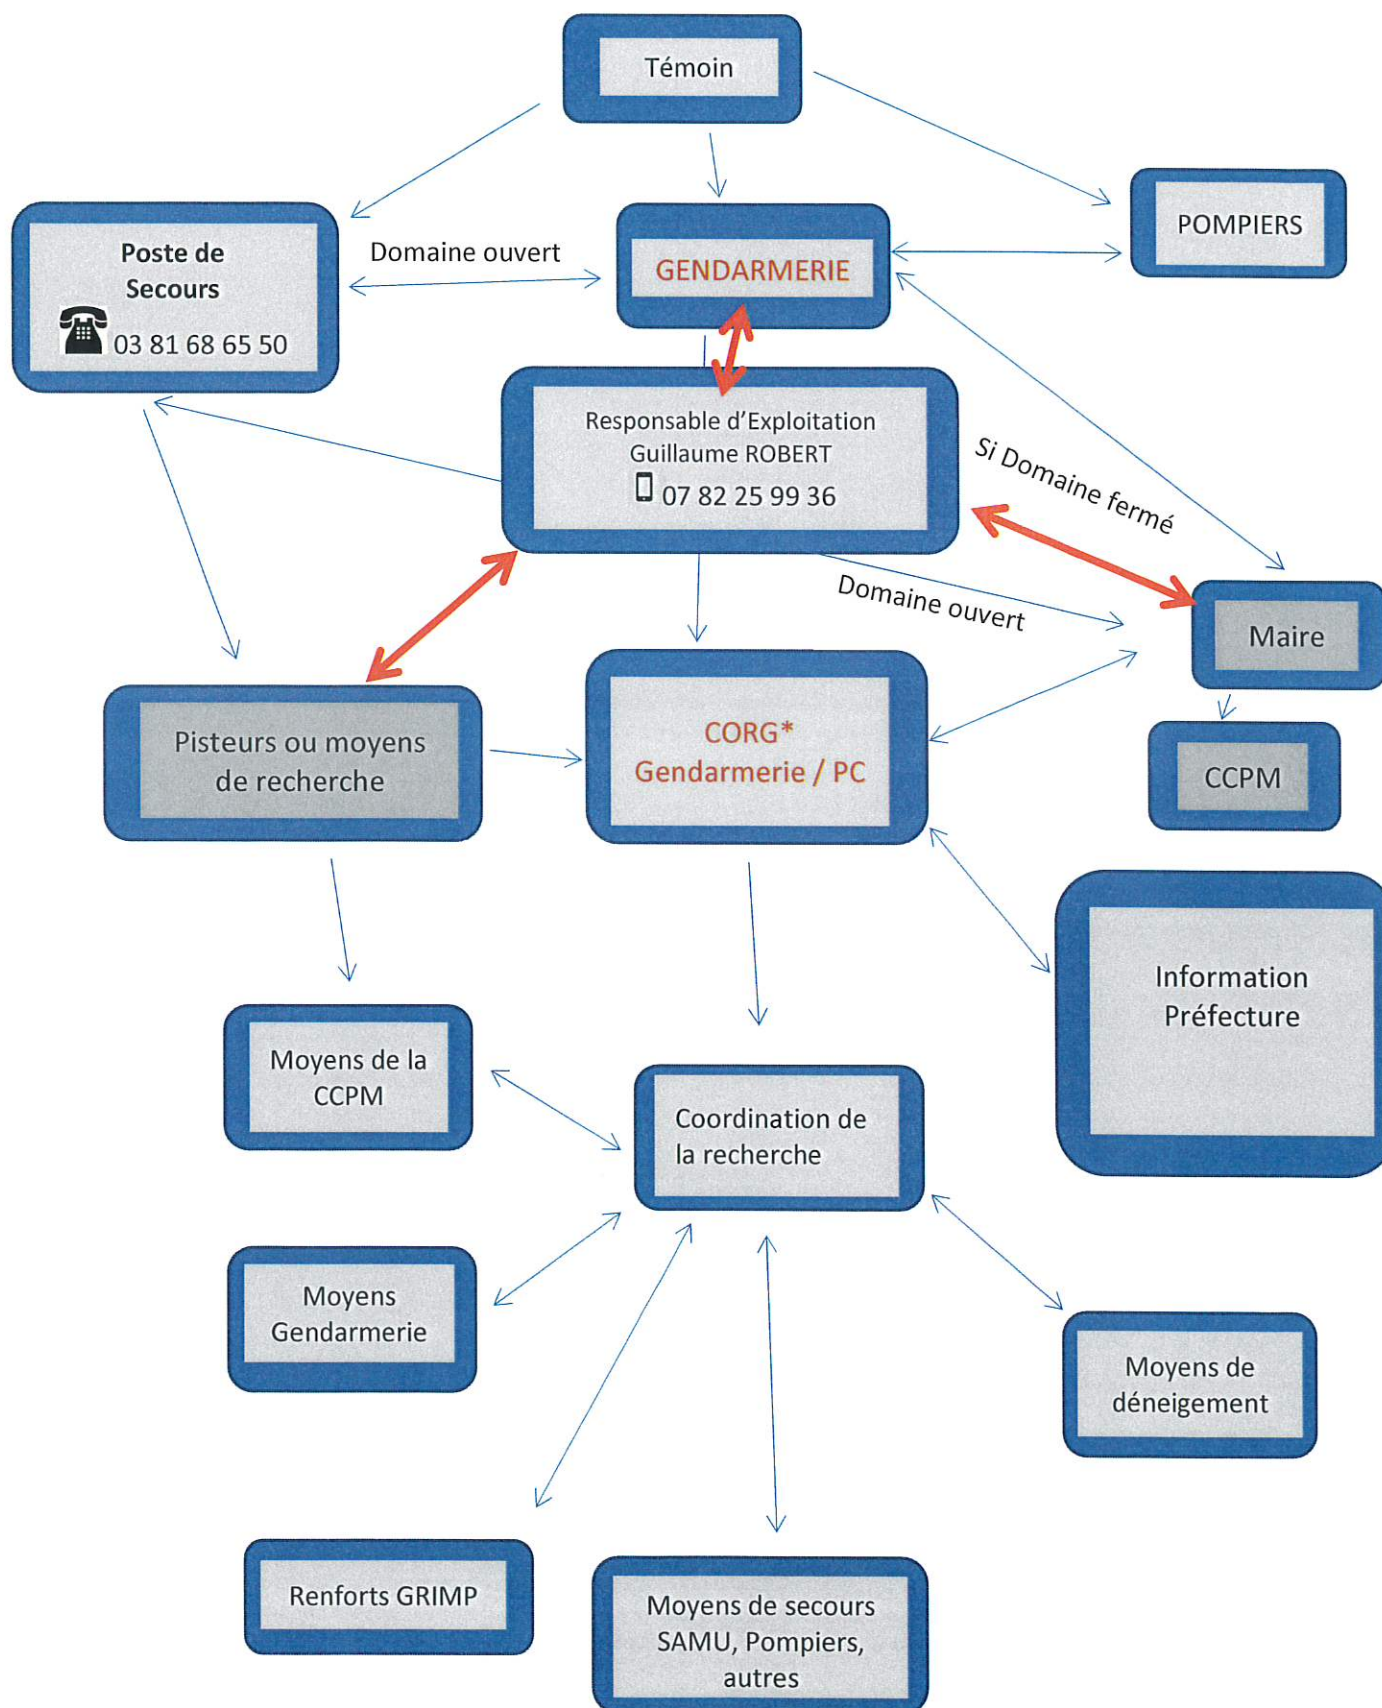 Témoin
POMPIERS
Poste de
Secours
03 81 68 65 50
Domaine ouvert
GENDARMERIE
Responsable d'Exploitation
Guillaume ROBERT
07 82 25 99 36
Si Domaine fermé
Domaine ouvert
Maire
CCPM
Pisteurs ou moyens
de recherche
CORG*
Gendarmerie / PC
Information
Préfecture
Moyens de la
CCPM
Coordination de
la recherche
Moyens
Gendarmerie
Moyens de
déneigement
Renforts GRIMP
Moyens de secours
SAMU, Pompiers,
autres